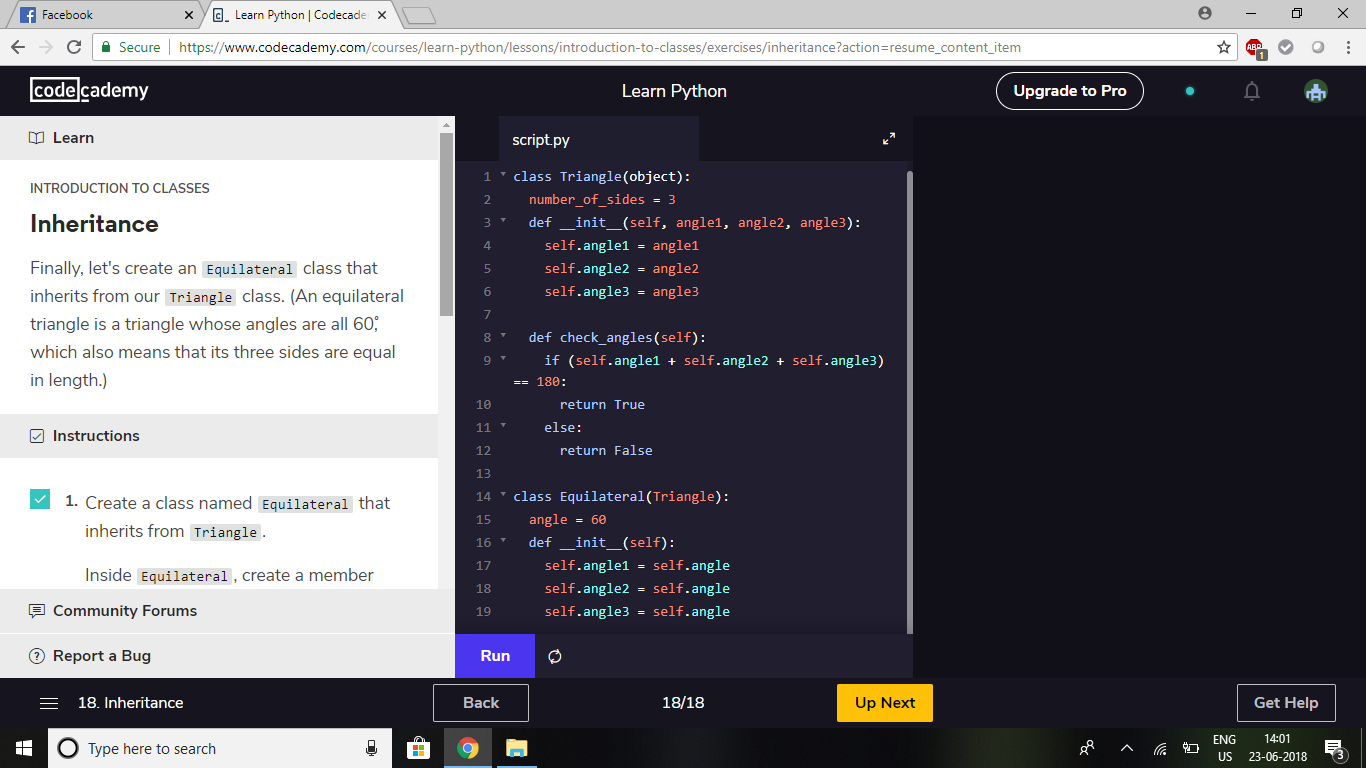 Facebook
Learn Python | Codecade
Secure
https://www.codecademy.com/courses/learn-python/lessons/introduction-to-classes/exercises/inheritance?action=resume_content_item
ABP
1
codecademy
Learn Python
Upgrade to Pro
Learn
INTRODUCTION TO CLASSES
Inheritance
Finally, let's create an Equilateral class that
inherits from our Triangle class. (An equilateral
triangle is a triangle whose angles are all 60°,
which also means that its three sides are equal
in length.)
Instructions
1. Create a class named Equilateral that
inherits from Triangle.
Inside Equilateral, create a member
Community Forums
Report a Bug
script.py
1 class Triangle(object):
2 number_of_sides = 3
3 def __init__(self, angle1, angle2, angle3):
4 self.angle1 = angle1
5 self.angle2 = angle2
6 self.angle3 = angle3
7
8 def check_angles(self):
9 if (self.angle1 + self.angle2 + self.angle3)
== 180:
10 return True
11 else:
12 return False
13
14 class Equilateral(Triangle):
15 angle = 60
16 def __init__(self):
17 self.angle1 = self.angle
18 self.angle2 = self.angle
19 self.angle3 = self.angle
Run
18. Inheritance
Back
18/18
Up Next
Get Help
Type here to search
ENG
US
14:01
23-06-2018
3